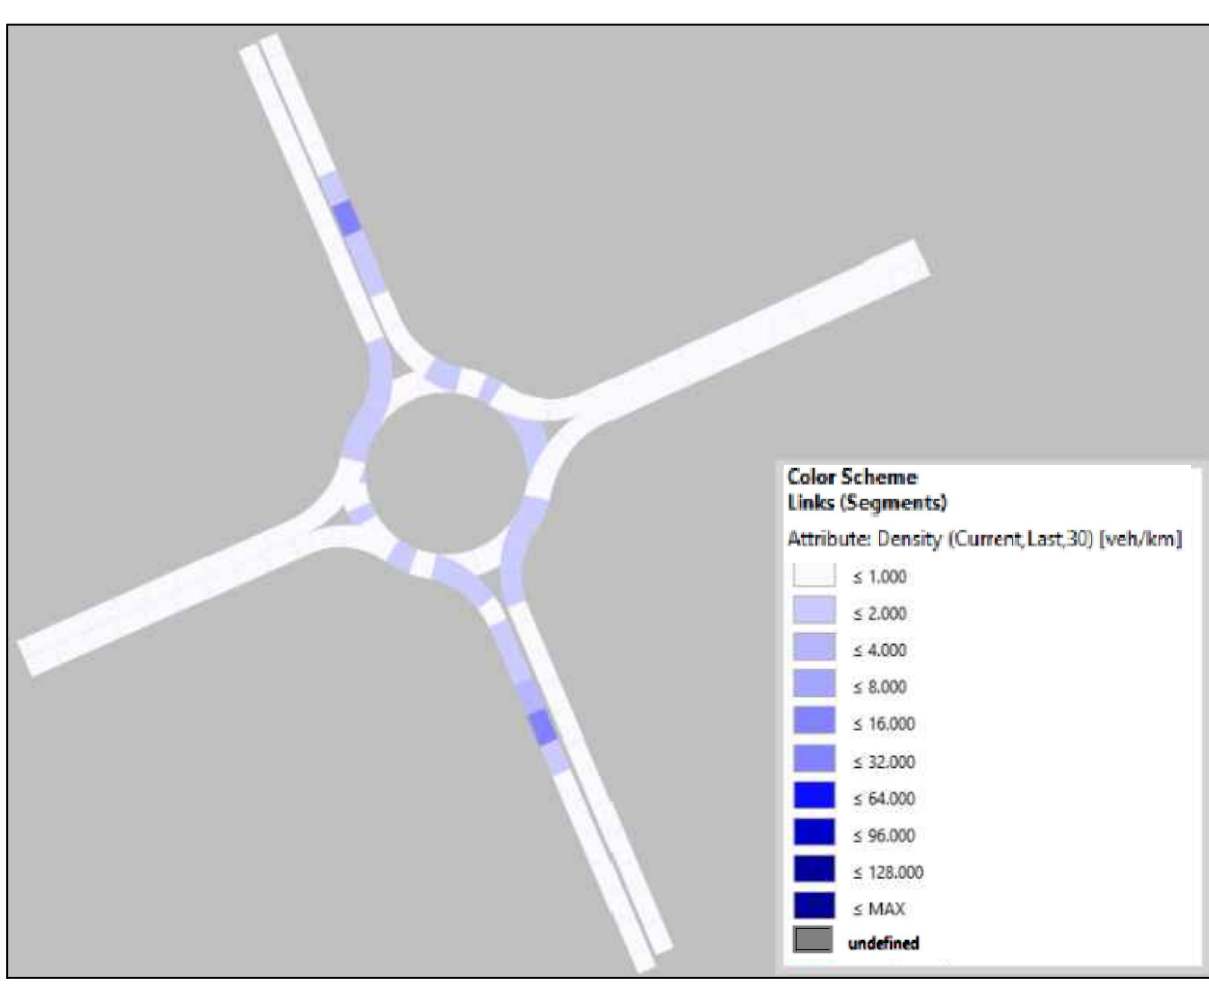 Color Scheme
Links (Segments)
Attribute: Density (Current,Last,30) [veh/km]
≤ 1.000
≤ 2.000
≤ 4.000
≤ 8.000
≤ 16.000
≤ 32.000
≤ 64.000
≤ 96.000
≤ 128.000
≤ MAX
undefined